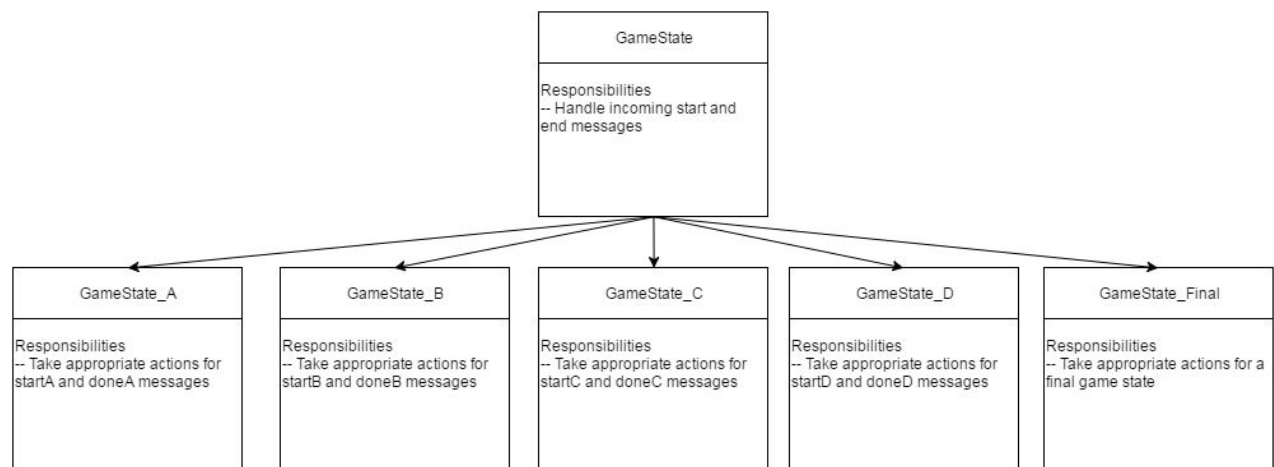 GameState
Responsibilities
-- Handle incoming start and
end messages
GameState_A
Responsibilities
-- Take appropriate actions for
startA and doneA messages
GameState_B
Responsibilities
-- Take appropriate actions for
startB and doneB messages
GameState_C
Responsibilities
-- Take appropriate actions for
startC and doneC messages
GameState_D
Responsibilities
-- Take appropriate actions for
startD and doneD messages
GameState_Final
Responsibilities
-- Take appropriate actions for a
final game state